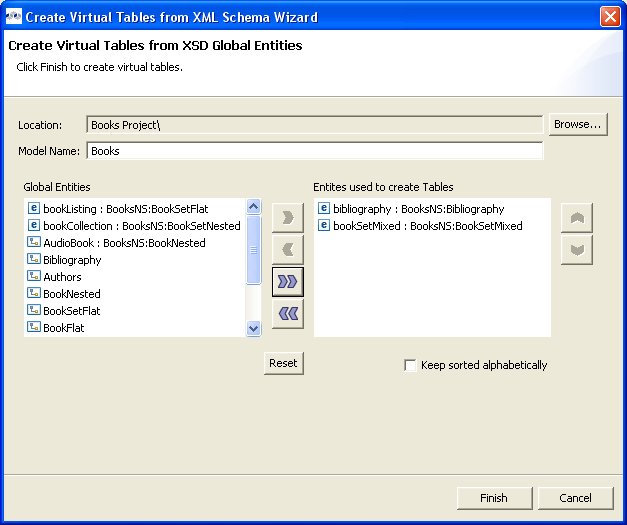 Create Virtual Tables from XML Schema Wizard
Create Virtual Tables from XSD Global Entities
Click Finish to create virtual tables.
Location: Books Project\ Browse...
Model Name: Books
Global Entities
bookListing : BooksNS:BookSetFlat
bookCollection : BooksNS:BookSetNested
AudioBook : BooksNS:BookNested
Bibliography
Authors
BookNested
BookSetFlat
BookFlat
Entites used to create Tables
bibliography : BooksNS:Bibliography
bookSetMixed : BooksNS:BookSetMixed
Reset
Keep sorted alphabetically
Finish Cancel